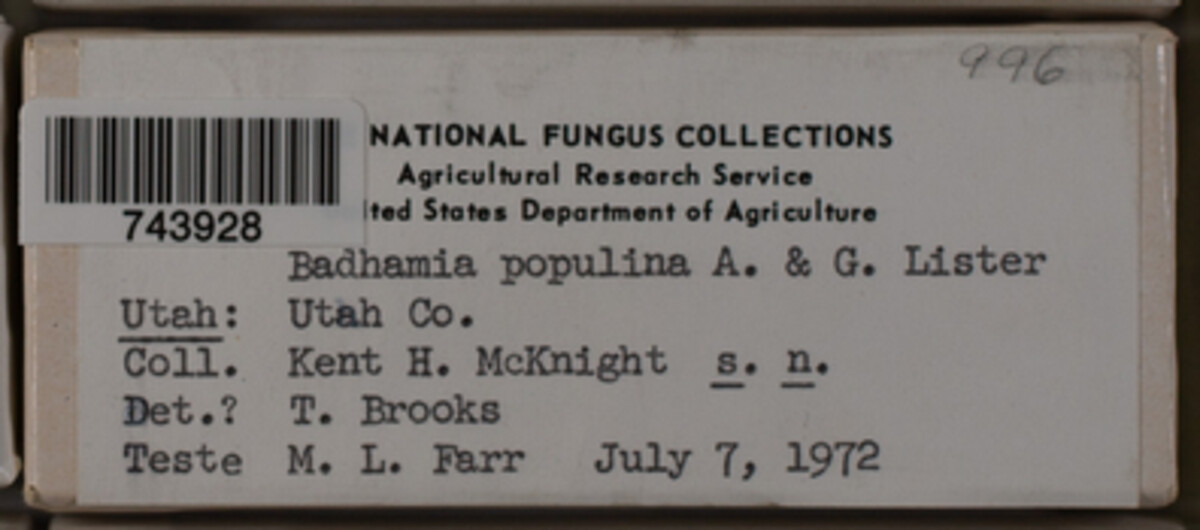 996
NATIONAL FUNGUS COLLECTIONS
Agricultural Research Service
ted States Department of Agriculture
743928
Badhamia populina A. & G. Lister
Utah: Utah Co.
Coll. Kent H. McKnight s. n.
Det.? T. Brooks
Teste M. L. Farr July 7, 1972